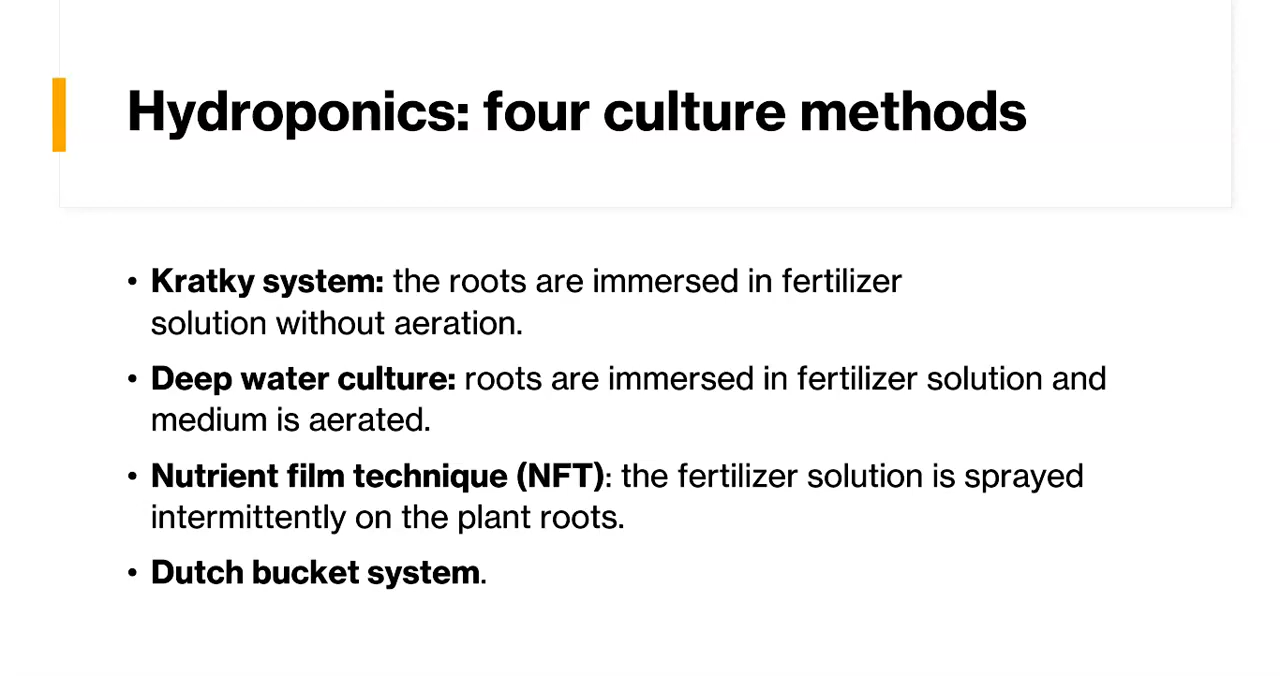 Hydroponics: four culture methods
• Kratky system: the roots are immersed in fertilizer
solution without aeration.
• Deep water culture: roots are immersed in fertilizer solution and
medium is aerated.
• Nutrient film technique (NFT): the fertilizer solution is sprayed
intermittently on the plant roots.
• Dutch bucket system.